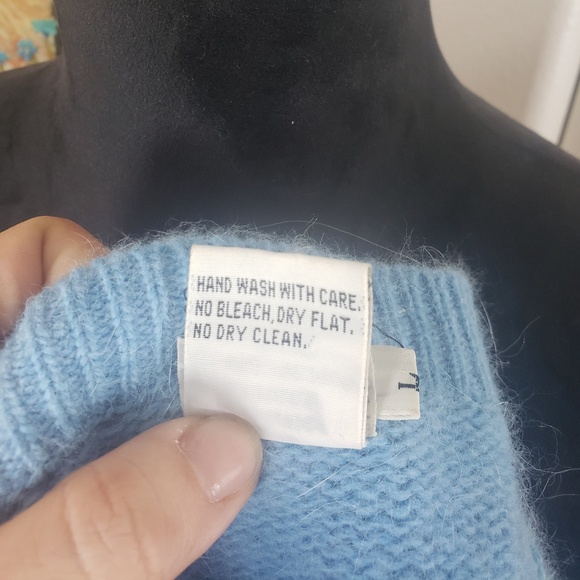 HAND WASH WITH CARE.
NO BLEACH, DRY FLAT.
NO DRY CLEAN.
L